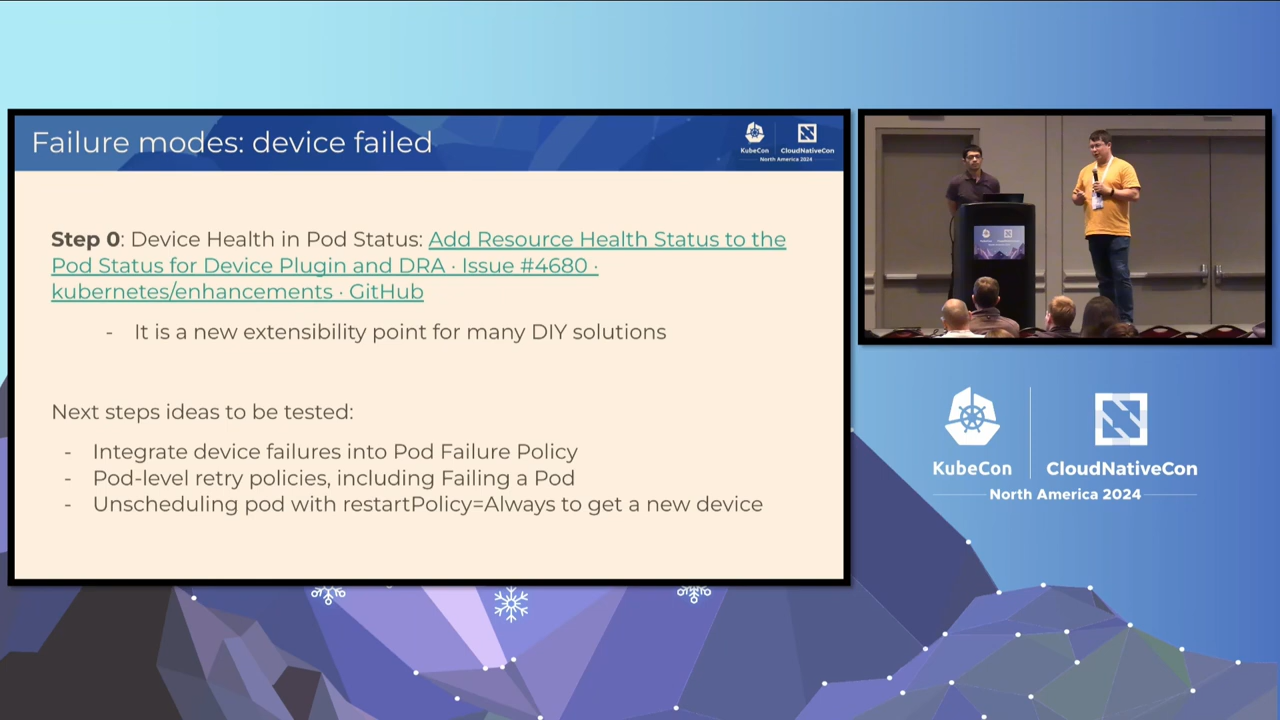 Failure modes: device failed
KubeCon
CloudNativeCon
North America 2024
Step 0: Device Health in Pod Status: Add Resource Health Status to the
Pod Status for Device Plugin and DRA · Issue #4680 ·
kubernetes/enhancements · GitHub
- It is a new extensibility point for many DIY solutions
Next steps ideas to be tested:
- Integrate device failures into Pod Failure Policy
- Pod-level retry policies, including Failing a Pod
- Unscheduling pod with restartPolicy=Always to get a new device
KubeCon
CloudNativeCon
North America 2024